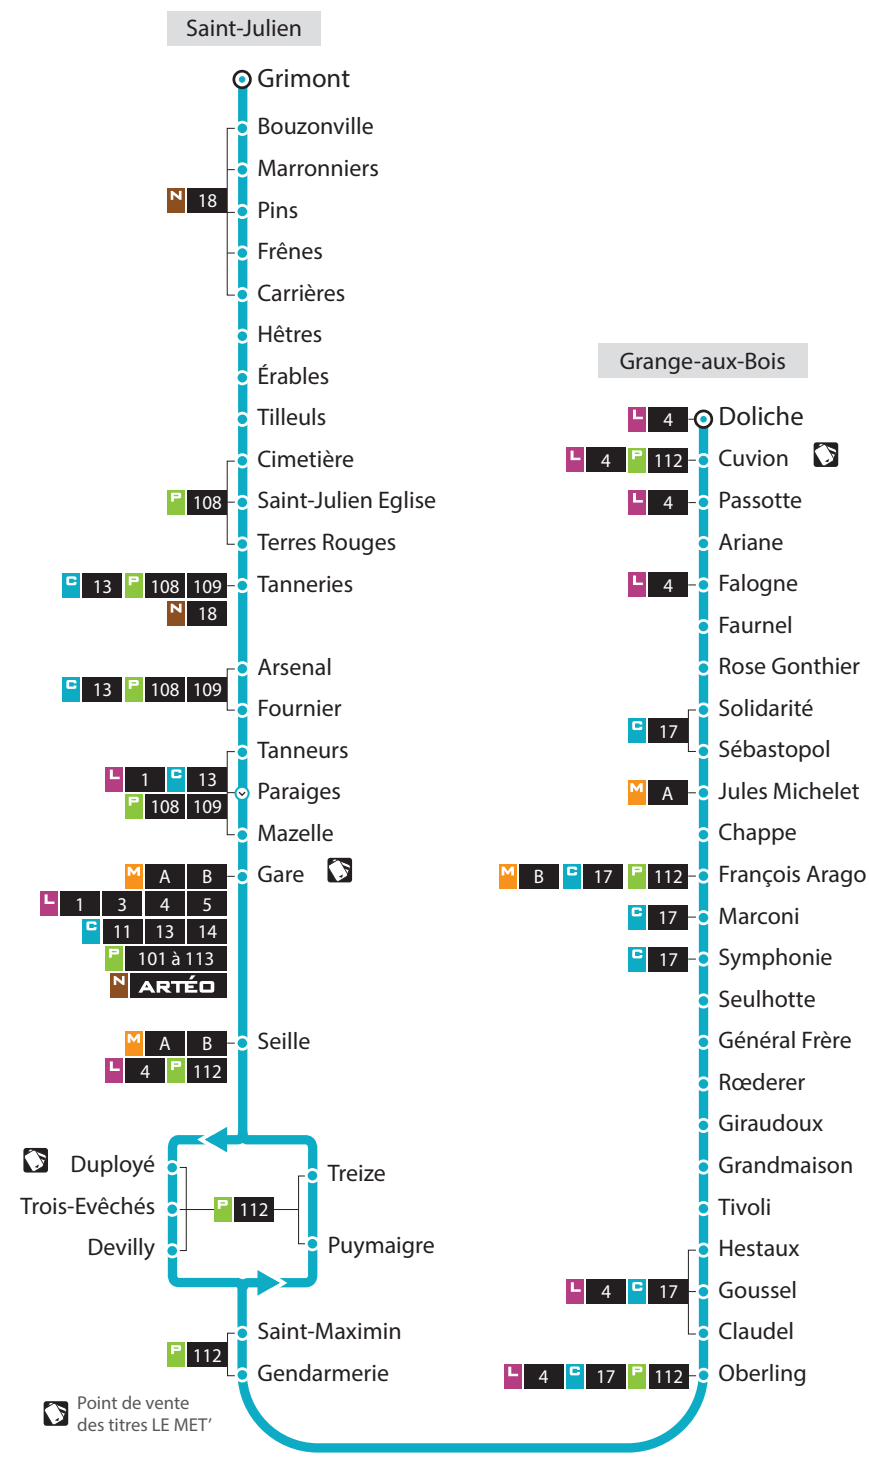 Saint-Julien
Grimont
Bouzonville
Marronniers
N 18
Pins
Frênes
Carrières
Hêtres
Érables
Tilleuls
Cimetière
P 108
Saint-Julien Eglise
Terres Rouges
C 13 P 108 109
Tanneries
N 18
Arsenal
C 13 P 108 109
Fournier
Tanneurs
L 1 C 13
Paraiges
P 108 109
Mazelle
M A B
Gare
L 1 3 4 5
C 11 13 14
P 101 à 113
N ARTÉO
M A B
Seille
L 4 P 112
Duployé
Trois-Evêchés
Devilly
P 112
Treize
Puymaigre
Saint-Maximin
P 112
Gendarmerie
Point de vente
des titres LE MET’
Grange-aux-Bois
L 4
Doliche
L 4 P 112
Cuvion
L 4
Passotte
Ariane
L 4
Falogne
Faurnel
Rose Gonthier
Solidarité
C 17
Sébastopol
M A
Jules Michelet
Chappe
M B C 17 P 112
François Arago
C 17
Marconi
C 17
Symphonie
Seulhotte
Général Frère
Rœderer
Giraudoux
Grandmaison
Tivoli
Hestaux
L 4 C 17
Goussel
Claudel
L 4 C 17 P 112
Oberling